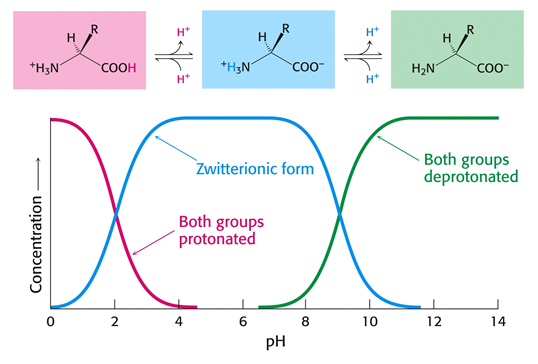 H R
⁺H₃N COOH
H⁺
H⁺
H R
⁺H₃N COO⁻
H⁺
H⁺
H R
H₂N COO⁻
Concentration
Zwitterionic form
Both groups
deprotonated
Both groups
protonated
0 2 4 6 8 10 12 14
pH